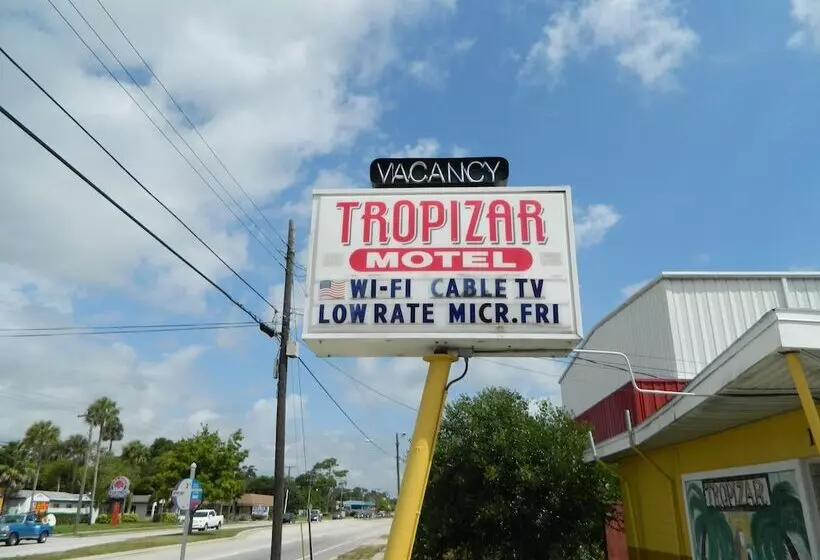 VACANCY
TROPIZAR
MOTEL
WI-FI CABLE TV
LOW RATE MICR.FRI
TROPIZAR